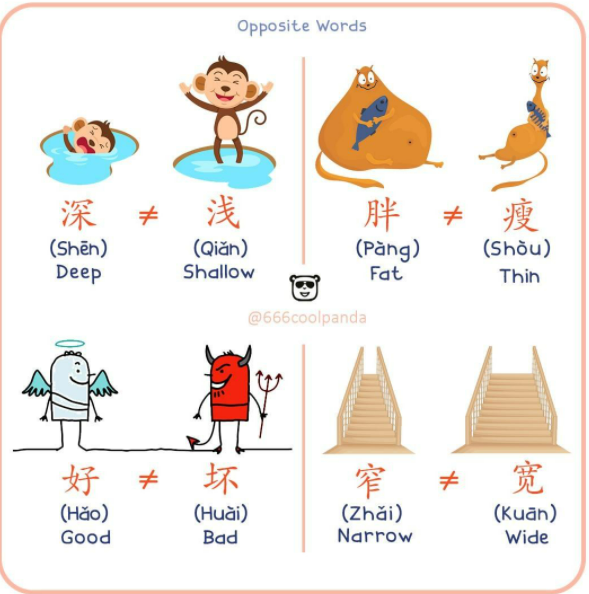 Opposite Words
深 ≠ 浅
(Shēn) (Qiǎn)
Deep Shallow
胖 ≠ 瘦
(Pàng) (Shòu)
Fat Thin
@666coolpanda
好 ≠ 坏
(Hǎo) (Huài)
Good Bad
窄 ≠ 宽
(Zhǎi) (Kuān)
Narrow Wide